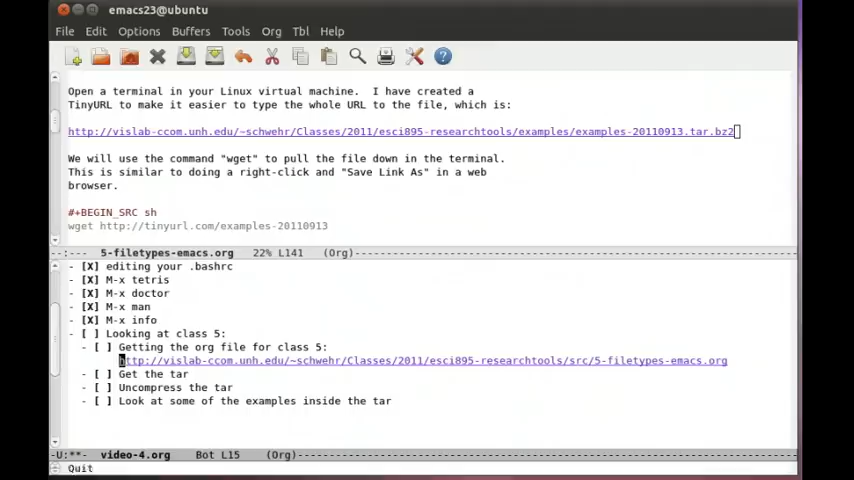 emacs23@ubuntu
File Edit Options Buffers Tools Org Tbl Help
Open a terminal in your Linux virtual machine.  I have created a
TinyURL to make it easier to type the whole URL to the file, which is:
http://vislab-ccom.unh.edu/~schwehr/Classes/2011/esci895-researchtools/examples/examples-20110913.tar.bz2
We will use the command "wget" to pull the file down in the terminal.
This is similar to doing a right-click and "Save Link As" in a web
browser.
#+BEGIN_SRC sh
wget http://tinyurl.com/examples-20110913
--:---  5-filetypes-emacs.org   22% L141   (Org)
- [X] editing your .bashrc
- [X] M-x tetris
- [X] M-x doctor
- [X] M-x man
- [X] M-x info
- [ ] Looking at class 5:
- [ ] Getting the org file for class 5:
http://vislab-ccom.unh.edu/~schwehr/Classes/2011/esci895-researchtools/src/5-filetypes-emacs.org
- [ ] Get the tar
- [ ] Uncompress the tar
- [ ] Look at some of the examples inside the tar
-U:**-  video-4.org    Bot L15    (Org)
Quit